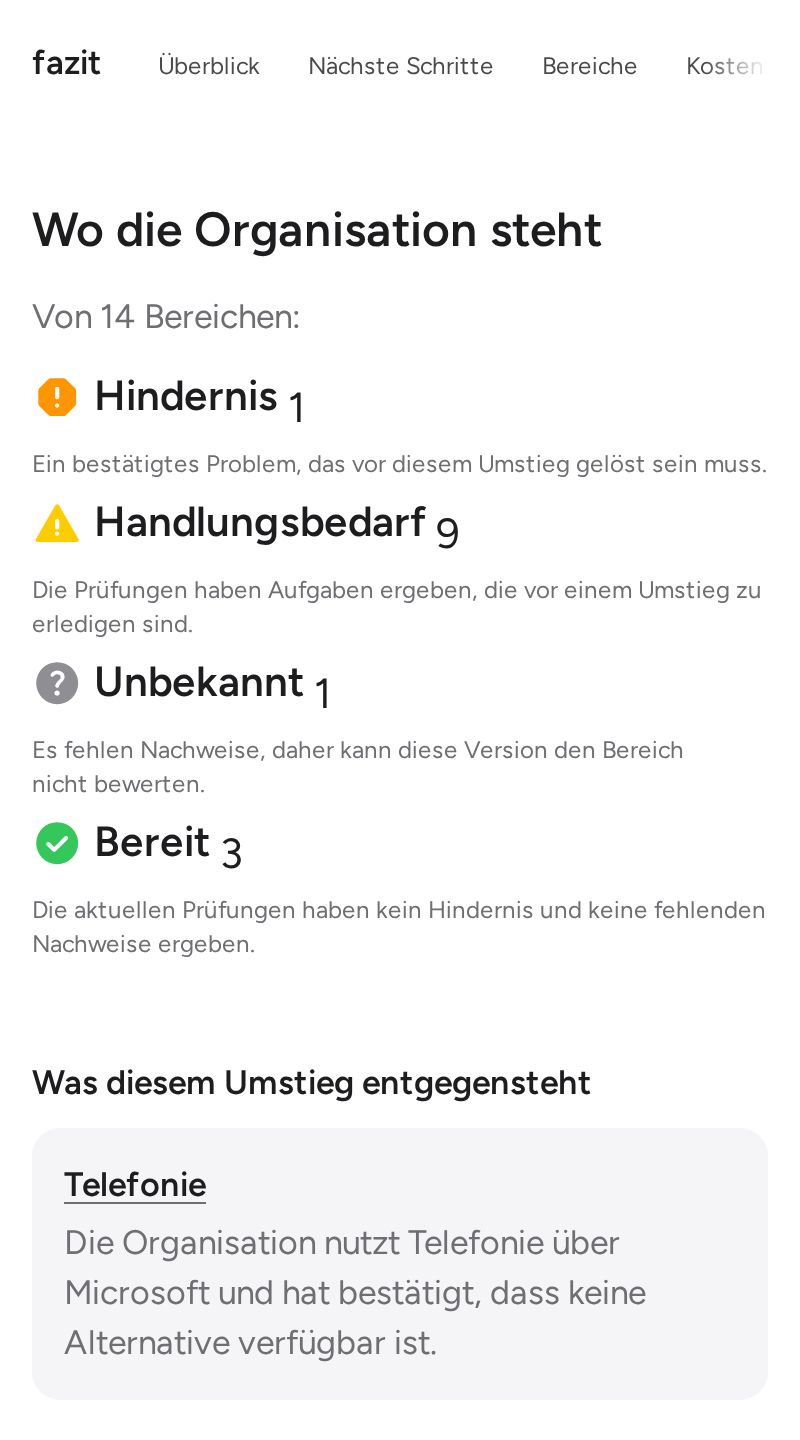 fazit Überblick Nächste Schritte Bereiche Kosten
Wo die Organisation steht
Von 14 Bereichen:
Hindernis 1
Ein bestätigtes Problem, das vor diesem Umstieg gelöst sein muss.
Handlungsbedarf 9
Die Prüfungen haben Aufgaben ergeben, die vor einem Umstieg zu
erledigen sind.
Unbekannt 1
Es fehlen Nachweise, daher kann diese Version den Bereich
nicht bewerten.
Bereit 3
Die aktuellen Prüfungen haben kein Hindernis und keine fehlenden
Nachweise ergeben.
Was diesem Umstieg entgegensteht
Telefonie
Die Organisation nutzt Telefonie über
Microsoft und hat bestätigt, dass keine
Alternative verfügbar ist.